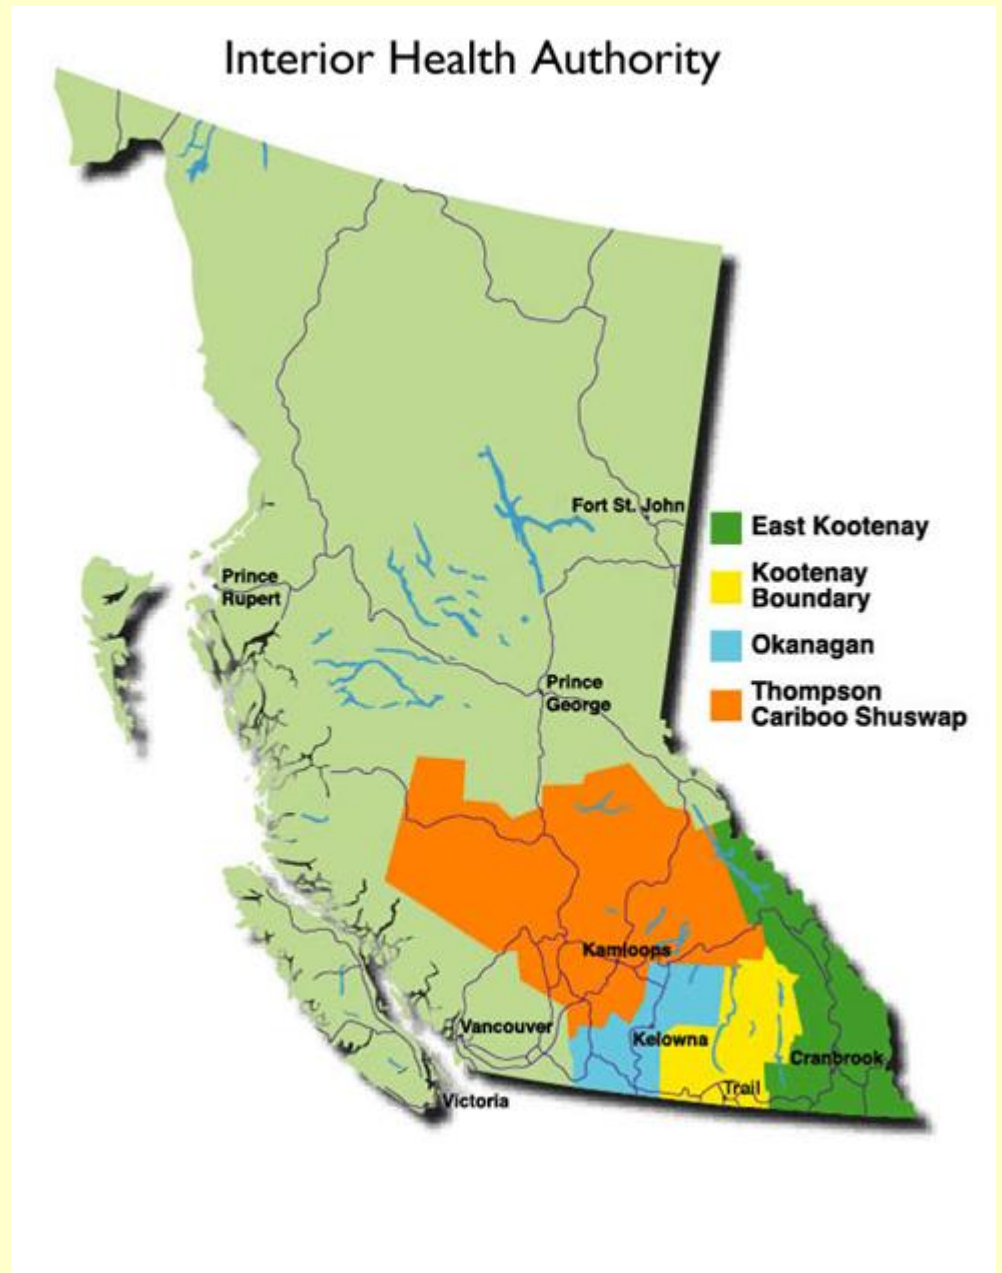 Interior Health Authority
Fort St. John
East Kootenay
Kootenay
Boundary
Okanagan
Thompson
Cariboo Shuswap
Prince
Rupert
Prince
George
Kamloops
Vancouver
Kelowna
Cranbrook
Trail
Victoria